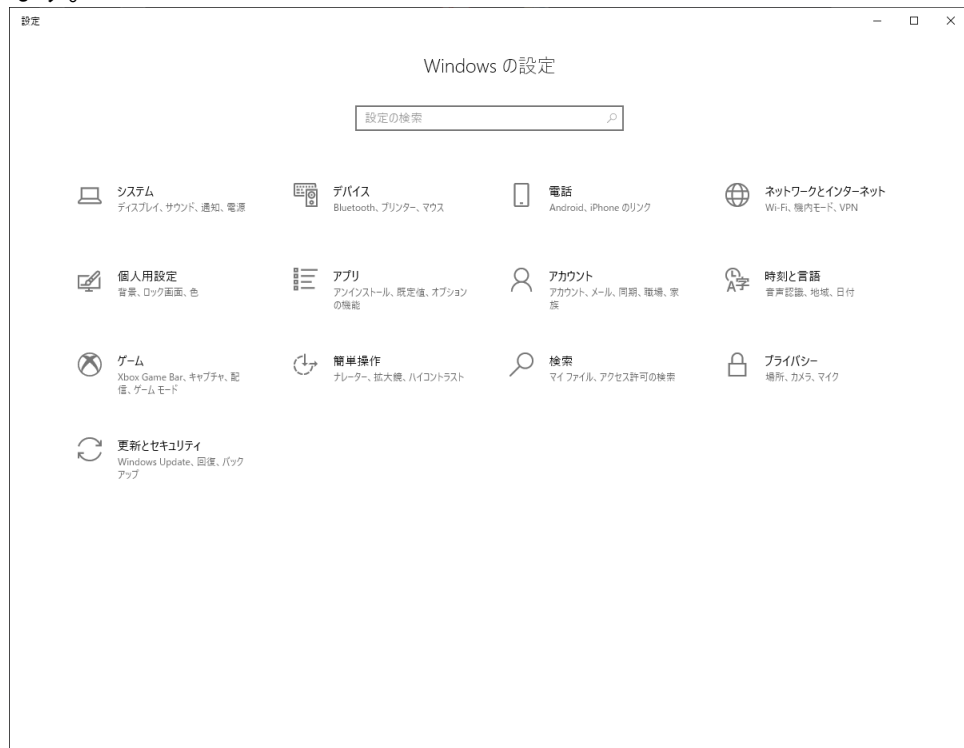 設定
Windows の設定
設定の検索
システム
ディスプレイ、サウンド、通知、電源
デバイス
Bluetooth、プリンター、マウス
電話
Android、iPhone のリンク
ネットワークとインターネット
Wi-Fi、機内モード、VPN
個人用設定
背景、ロック画面、色
アプリ
アンインストール、既定値、オプション
の機能
アカウント
アカウント、メール、同期、職場、家
族
時刻と言語
音声認識、地域、日付
ゲーム
Xbox Game Bar、キャプチャ、配
信、ゲーム モード
簡単操作
ナレーター、拡大鏡、ハイコントラスト
検索
マイ ファイル、アクセス許可の検索
プライバシー
場所、カメラ、マイク
更新とセキュリティ
Windows Update、回復、バック
アップ